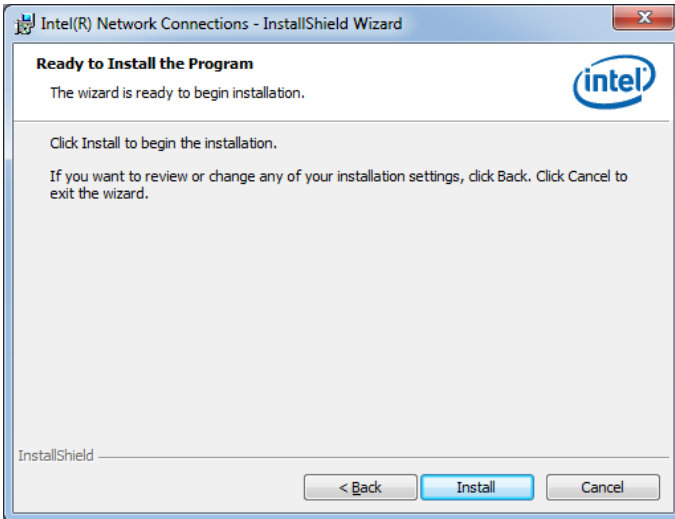 Intel(R) Network Connections - InstallShield Wizard
Ready to Install the Program
The wizard is ready to begin installation.
intel
Click Install to begin the installation.
If you want to review or change any of your installation settings, click Back. Click Cancel to
exit the wizard.
InstallShield
< Back
Install
Cancel